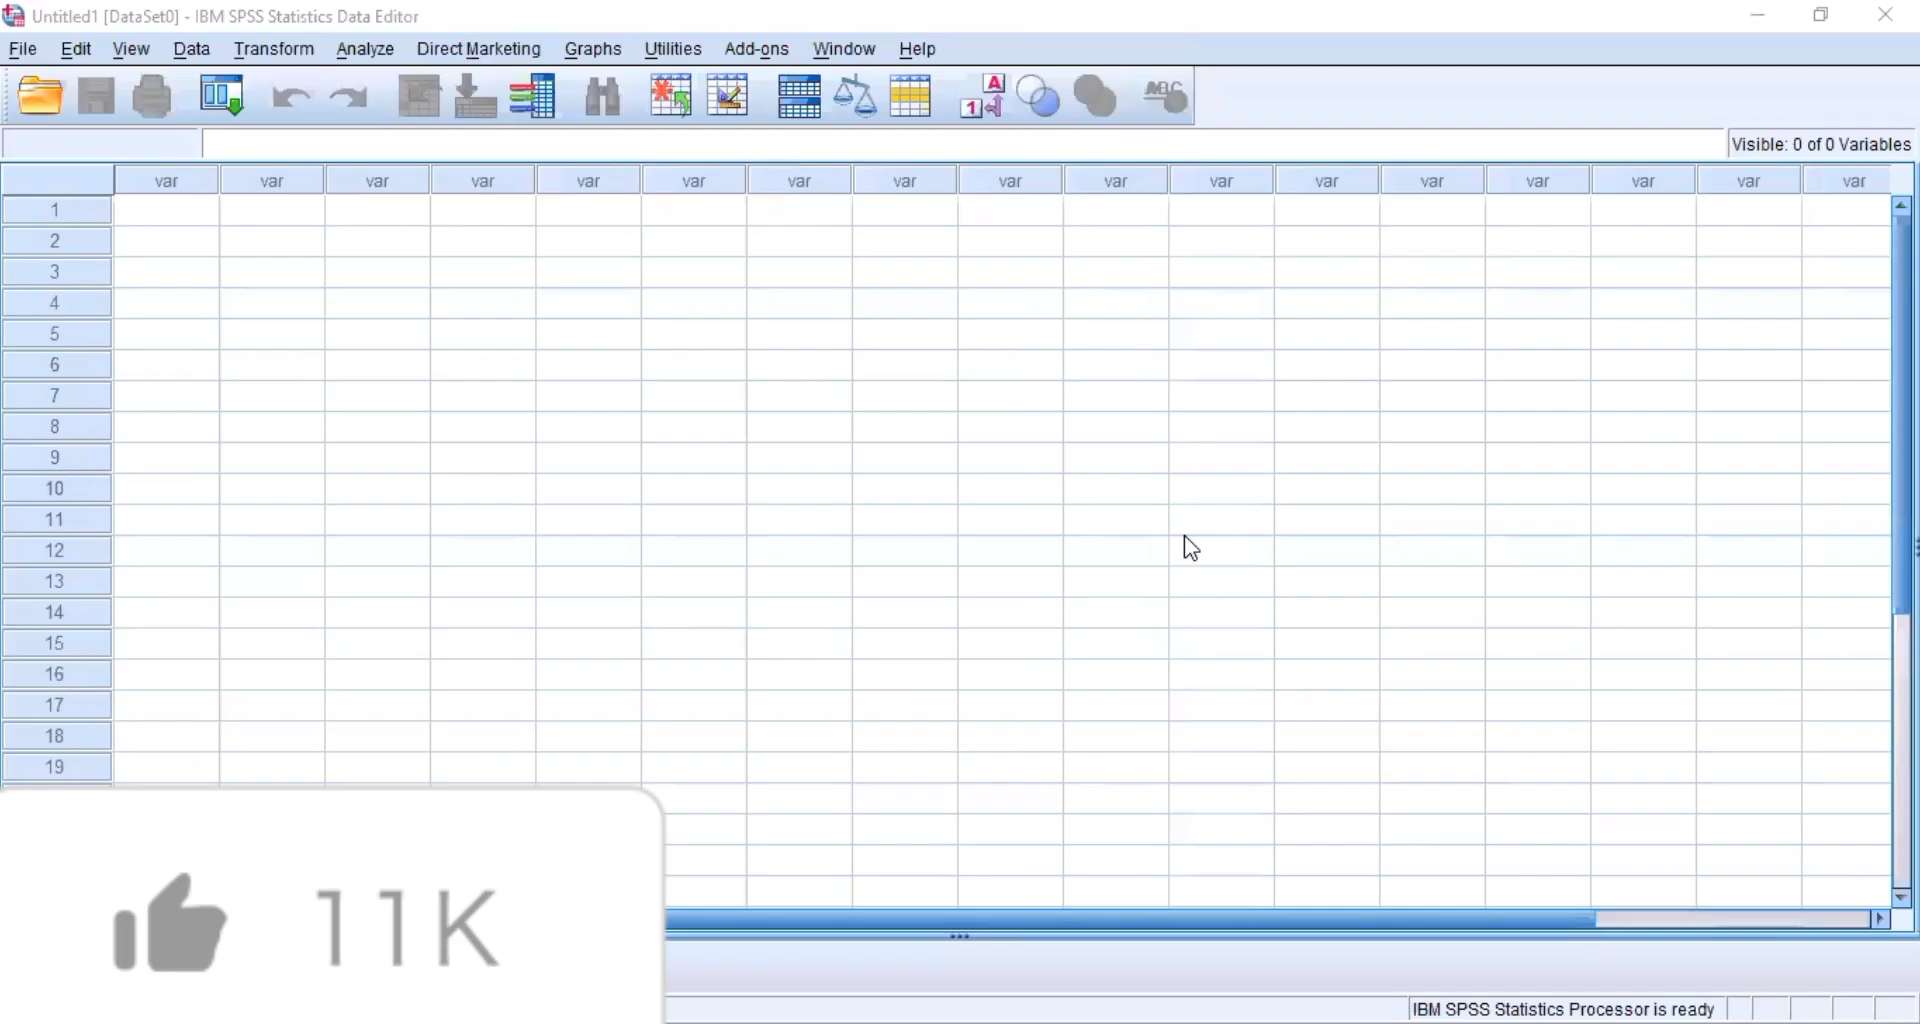 Untitled1 [DataSet0] - IBM SPSS Statistics Data Editor
File Edit View Data Transform Analyze Direct Marketing Graphs Utilities Add-ons Window Help
A
1
ABC
Visible: 0 of 0 Variables
var var var var var var var var var var var var var var var var var
1
2
3
4
5
6
7
8
9
10
11
12
13
14
15
16
17
18
19
11K
IBM SPSS Statistics Processor is ready